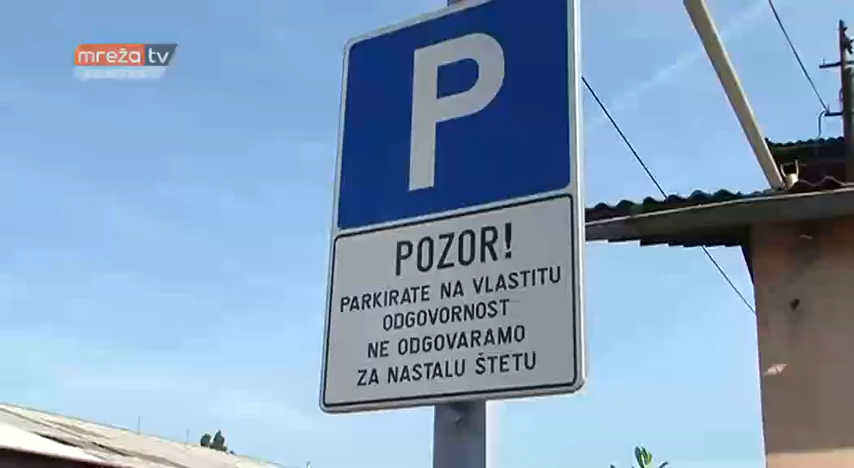 mreža tv
P
POZOR!
PARKIRATE NA VLASTITU
ODGOVORNOST
NE ODGOVARAMO
ZA NASTALU ŠTETU